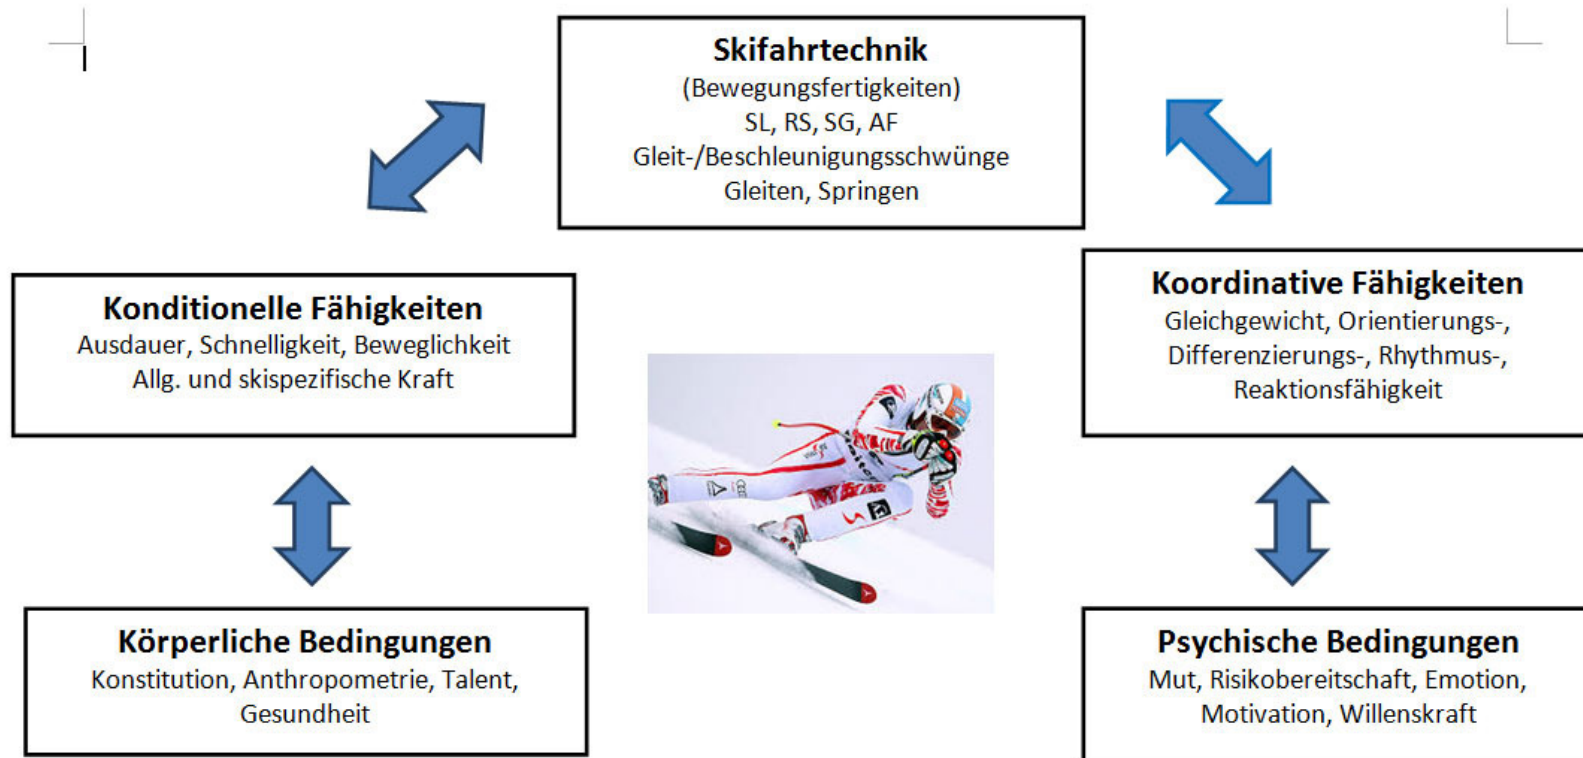 Skifahrtechnik
(Bewegungsfertigkeiten)
SL, RS, SG, AF
Gleit-/Beschleunigungsschwünge
Gleiten, Springen
Konditionelle Fähigkeiten
Ausdauer, Schnelligkeit, Beweglichkeit
Allg. und skispezifische Kraft
Koordinative Fähigkeiten
Gleichgewicht, Orientierungs-,
Differenzierungs-, Rhythmus-,
Reaktionsfähigkeit
Körperliche Bedingungen
Konstitution, Anthropometrie, Talent,
Gesundheit
Psychische Bedingungen
Mut, Risikobereitschaft, Emotion,
Motivation, Willenskraft